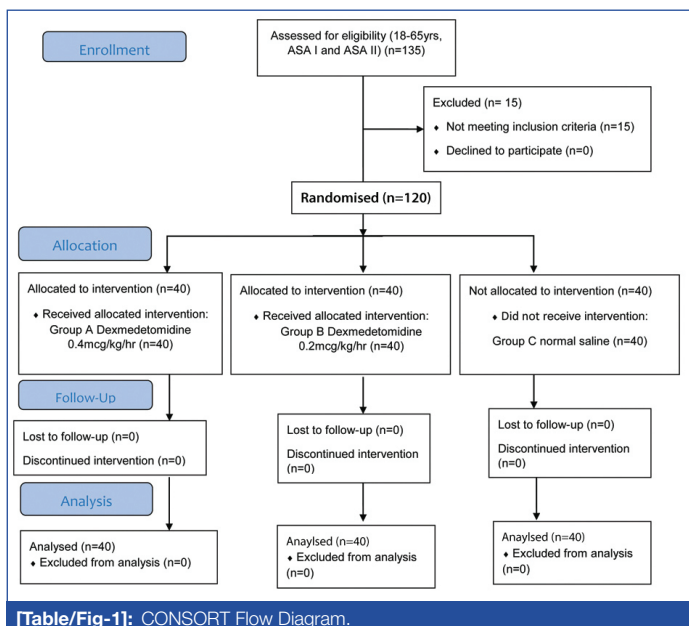 Enrollment
Assessed for eligibility (18-65yrs,
ASA I and ASA II) (n=135)
Excluded (n= 15)
♦ Not meeting inclusion criteria (n=15)
♦ Declined to participate (n=0)
Randomised (n=120)
Allocation
Allocated to intervention (n=40)
♦ Received allocated intervention:
Group A Dexmedetomidine
0.4mcg/kg/hr (n=40)
Allocated to intervention (n=40)
♦ Received allocated intervention:
Group B Dexmedetomidine
0.2mcg/kg/hr (n=40)
Not allocated to intervention (n=40)
♦ Did not receive intervention:
Group C normal saline (n=40)
Follow-Up
Lost to follow-up (n=0)
Discontinued intervention (n=0)
Lost to follow-up (n=0)
Discontinued intervention
(n=0)
Lost to follow-up (n=0)
Discontinued intervention
(n=0)
Analysis
Analysed (n=40)
♦ Excluded from analysis (n=0)
Anaylsed (n=40)
♦ Excluded from analysis
(n=0)
Anaylsed (n=40)
♦ Excluded from analysis
(n=0)
[Table/Fig-1]: CONSORT Flow Diagram.